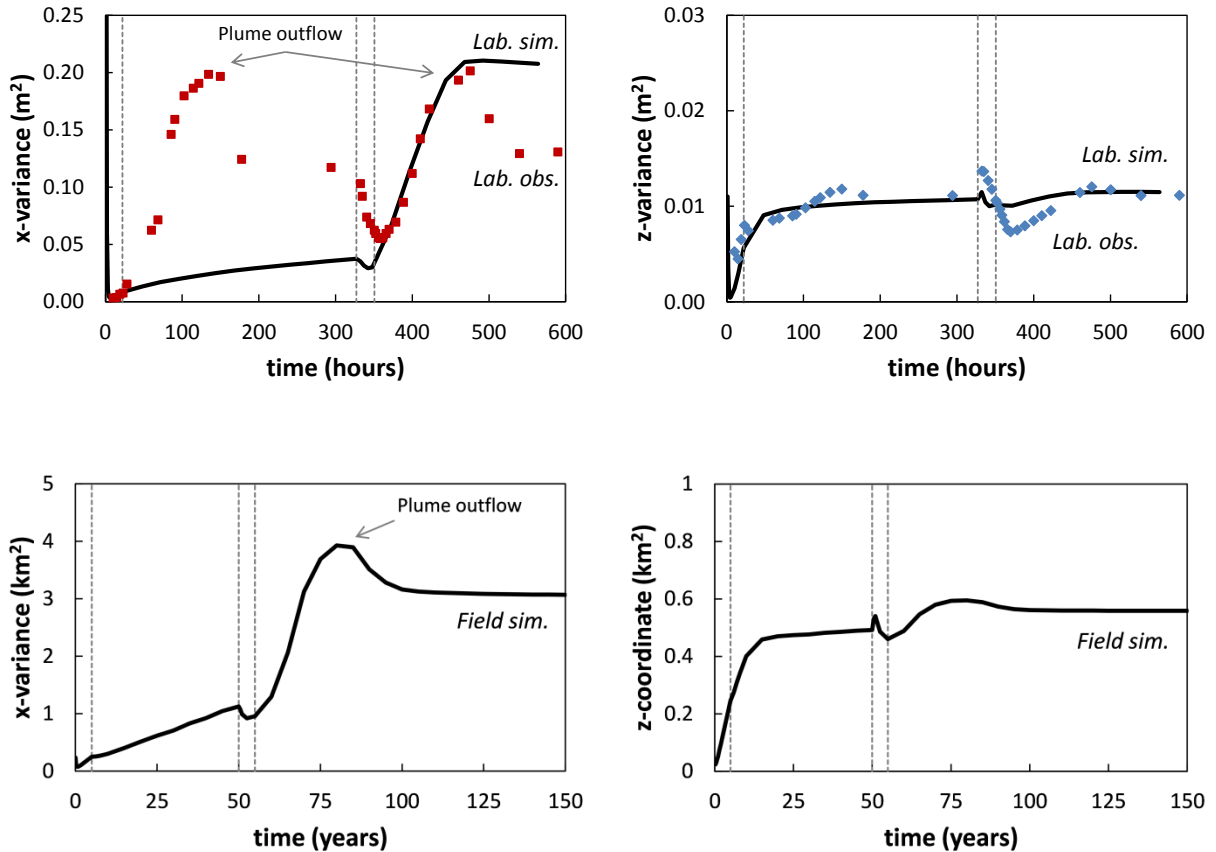 0.25
0.20
0.15
0.10
0.05
0.00
x-variance (m²)
Plume outflow
Lab. sim.
Lab. obs.
0 100 200 300 400 500 600
time (hours)
0.03
0.02
0.01
0.00
z-variance (m²)
Lab. sim.
Lab. obs.
0 100 200 300 400 500 600
time (hours)
5
4
3
2
1
0
x-variance (km²)
Plume outflow
Field sim.
0 25 50 75 100 125 150
time (years)
1
0.8
0.6
0.4
0.2
0
z-coordinate (km²)
Field sim.
0 25 50 75 100 125 150
time (years)